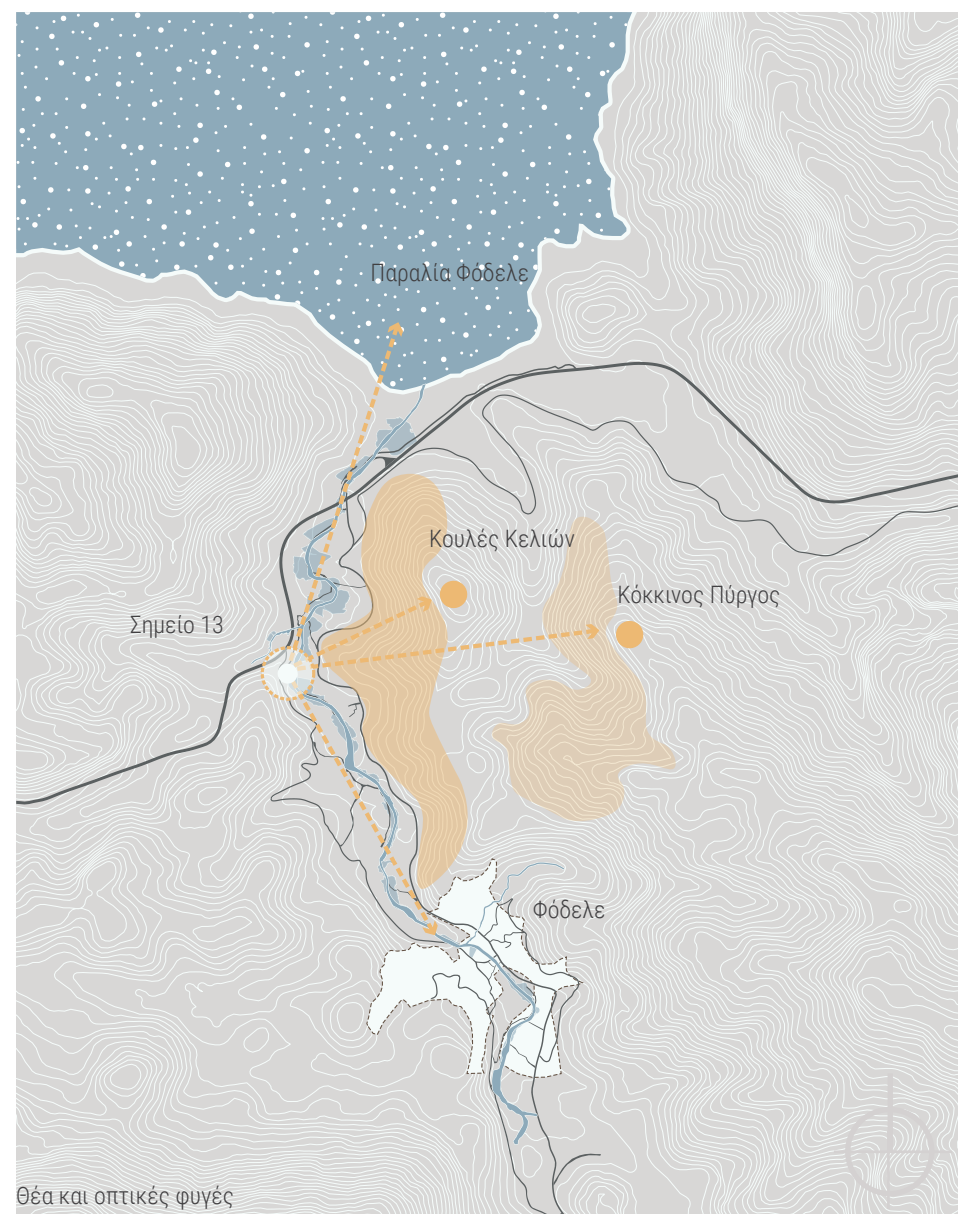 Παραλία Φόδελε
Κουλές Κελιών
Κόκκινος Πύργος
Σημείο 13
Φόδελε
Θέα και οπτικές φυγές